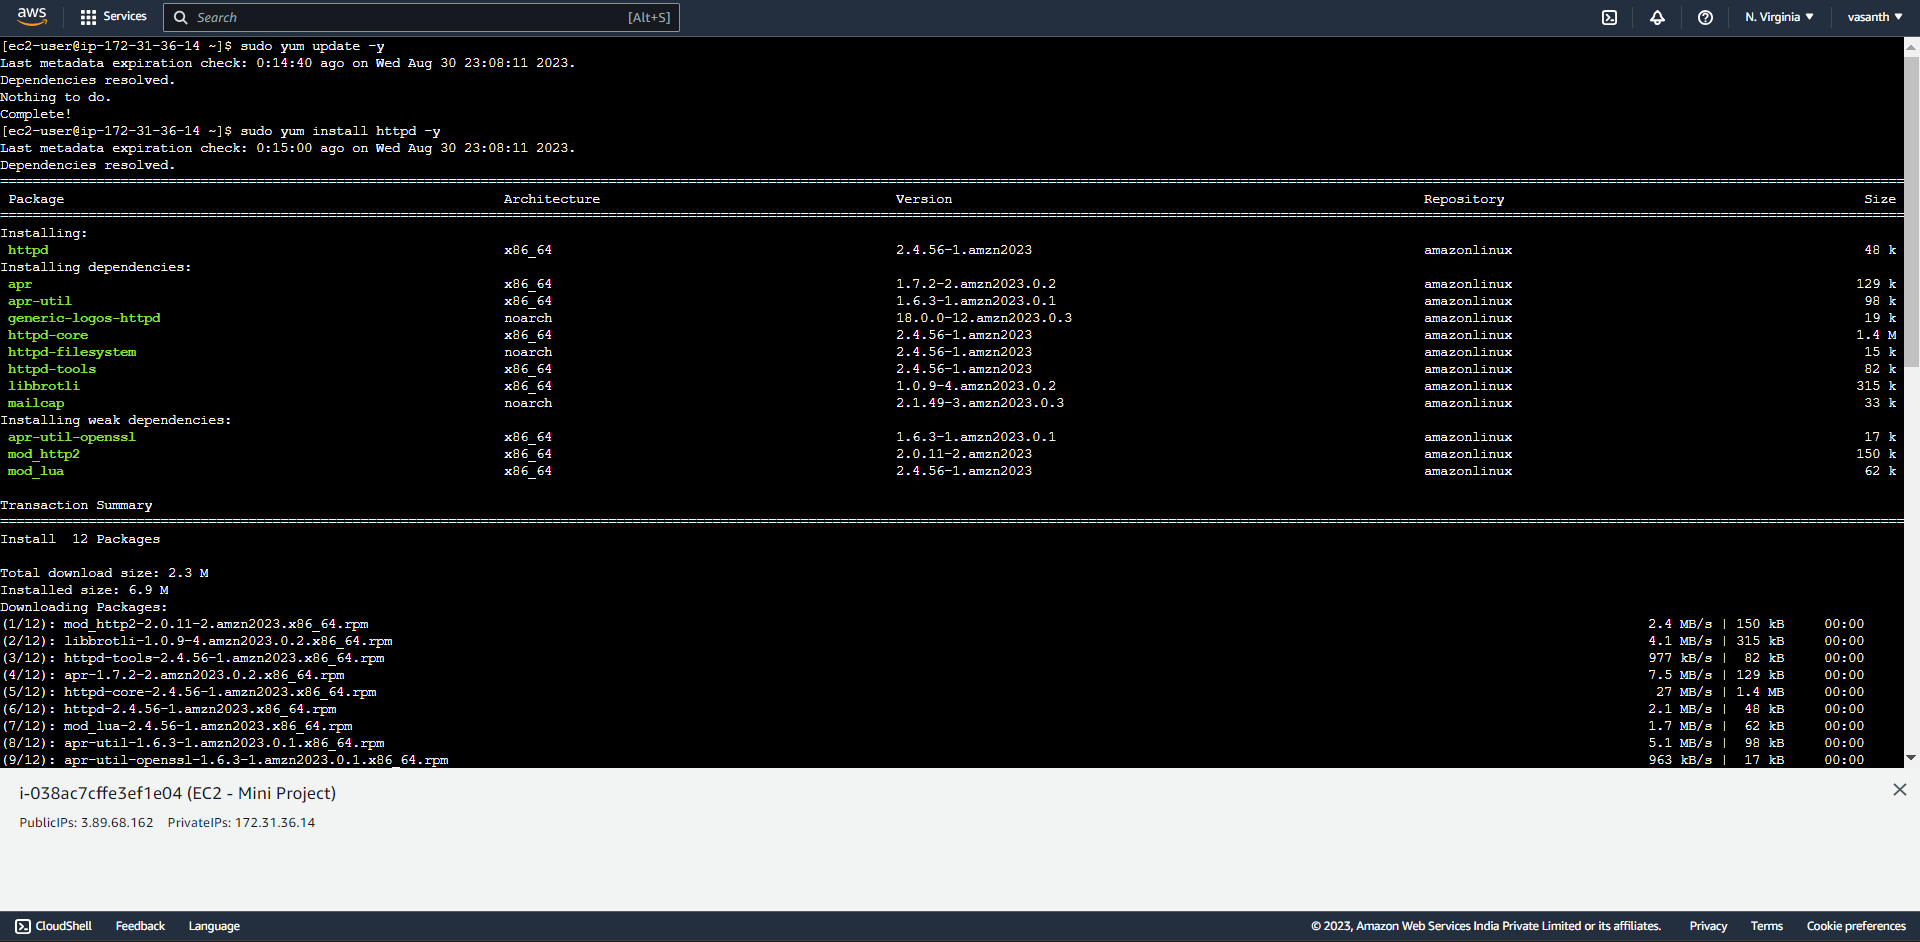 aws Services Search [Alt+S] N. Virginia vasanth
[ec2-user@ip-172-31-36-14 ~]$ sudo yum update -y
Last metadata expiration check: 0:14:40 ago on Wed Aug 30 23:08:11 2023.
Dependencies resolved.
Nothing to do.
Complete!
[ec2-user@ip-172-31-36-14 ~]$ sudo yum install httpd -y
Last metadata expiration check: 0:15:00 ago on Wed Aug 30 23:08:11 2023.
Dependencies resolved.
Package Architecture Version Repository Size
Installing:
httpd x86_64 2.4.56-1.amzn2023 amazonlinux 48 k
Installing dependencies:
apr x86_64 1.7.2-2.amzn2023.0.2 amazonlinux 129 k
apr-util x86_64 1.6.3-1.amzn2023.0.1 amazonlinux 98 k
generic-logos-httpd noarch 18.0.0-12.amzn2023.0.3 amazonlinux 19 k
httpd-core x86_64 2.4.56-1.amzn2023 amazonlinux 1.4 M
httpd-filesystem noarch 2.4.56-1.amzn2023 amazonlinux 15 k
httpd-tools x86_64 2.4.56-1.amzn2023 amazonlinux 82 k
libbrotli x86_64 1.0.9-4.amzn2023.0.2 amazonlinux 315 k
mailcap noarch 2.1.49-3.amzn2023.0.3 amazonlinux 33 k
Installing weak dependencies:
apr-util-openssl x86_64 1.6.3-1.amzn2023.0.1 amazonlinux 17 k
mod_http2 x86_64 2.0.11-2.amzn2023 amazonlinux 150 k
mod_lua x86_64 2.4.56-1.amzn2023 amazonlinux 62 k
Transaction Summary
Install 12 Packages
Total download size: 2.3 M
Installed size: 6.9 M
Downloading Packages:
(1/12): mod_http2-2.0.11-2.amzn2023.x86_64.rpm 2.4 MB/s | 150 kB 00:00
(2/12): libbrotli-1.0.9-4.amzn2023.0.2.x86_64.rpm 4.1 MB/s | 315 kB 00:00
(3/12): httpd-tools-2.4.56-1.amzn2023.x86_64.rpm 977 kB/s | 82 kB 00:00
(4/12): apr-1.7.2-2.amzn2023.0.2.x86_64.rpm 7.5 MB/s | 129 kB 00:00
(5/12): httpd-core-2.4.56-1.amzn2023.x86_64.rpm 27 MB/s | 1.4 MB 00:00
(6/12): httpd-2.4.56-1.amzn2023.x86_64.rpm 2.1 MB/s | 48 kB 00:00
(7/12): mod_lua-2.4.56-1.amzn2023.x86_64.rpm 1.7 MB/s | 62 kB 00:00
(8/12): apr-util-1.6.3-1.amzn2023.0.1.x86_64.rpm 5.1 MB/s | 98 kB 00:00
(9/12): apr-util-openssl-1.6.3-1.amzn2023.0.1.x86_64.rpm 963 kB/s | 17 kB 00:00
i-038ac7cffe3ef1e04 (EC2 - Mini Project)
PublicIPs: 3.89.68.162 PrivateIPs: 172.31.36.14
CloudShell Feedback Language © 2023, Amazon Web Services India Private Limited or its affiliates. Privacy Terms Cookie preferences